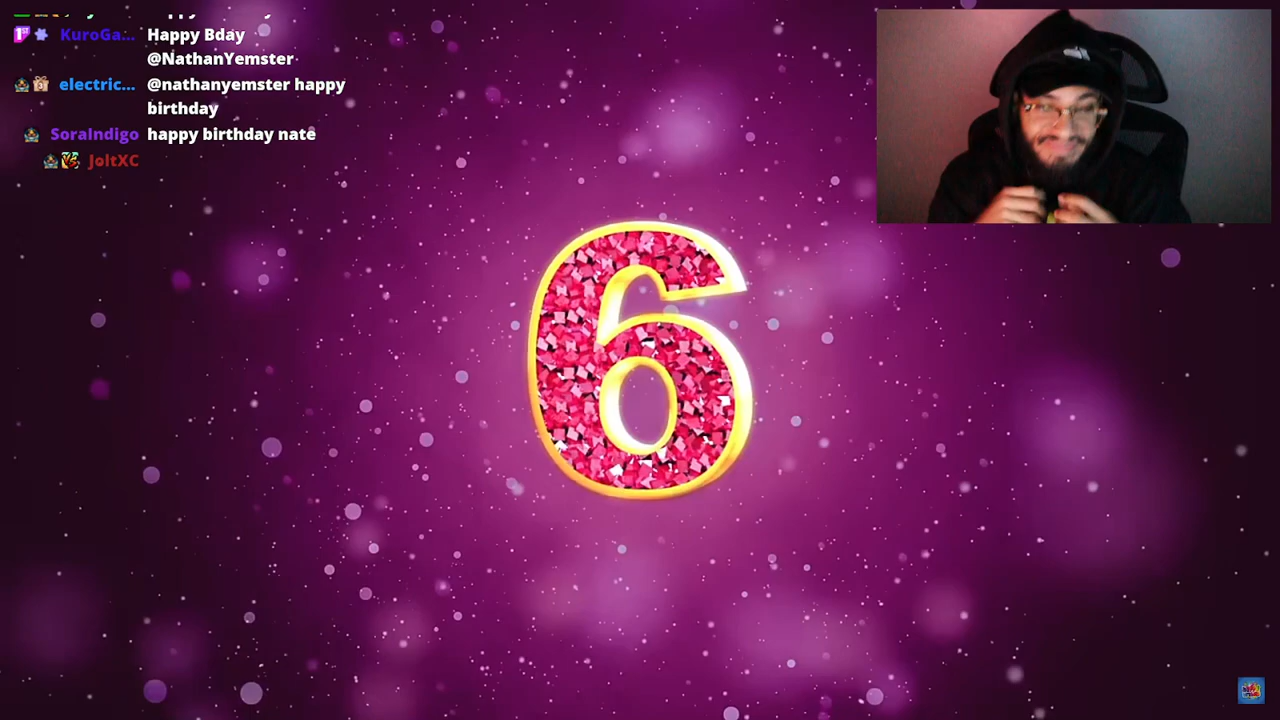 KuroGa... Happy Bday
@NathanYemster
electric... @nathanyemster happy
birthday
SoraIndigo happy birthday nate
JoltXC
6